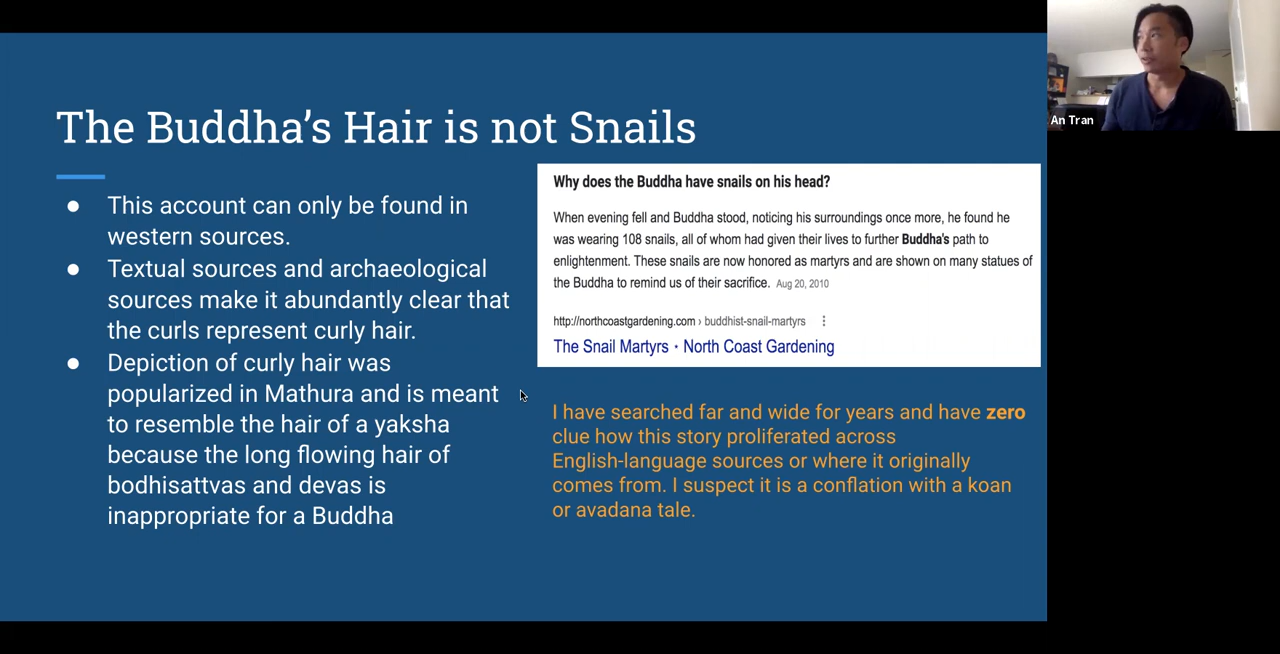 The Buddha's Hair is not Snails
● This account can only be found in
western sources.
● Textual sources and archaeological
sources make it abundantly clear that
the curls represent curly hair.
● Depiction of curly hair was
popularized in Mathura and is meant
to resemble the hair of a yaksha
because the long flowing hair of
bodhisattvas and devas is
inappropriate for a Buddha
Why does the Buddha have snails on his head?
When evening fell and Buddha stood, noticing his surroundings once more, he found he
was wearing 108 snails, all of whom had given their lives to further Buddha's path to
enlightenment. These snails are now honored as martyrs and are shown on many statues of
the Buddha to remind us of their sacrifice. Aug 20, 2010
http://northcoastgardening.com › buddhist-snail-martyrs
The Snail Martyrs • North Coast Gardening
I have searched far and wide for years and have zero
clue how this story proliferated across
English-language sources or where it originally
comes from. I suspect it is a conflation with a koan
or avadana tale.
An Tran